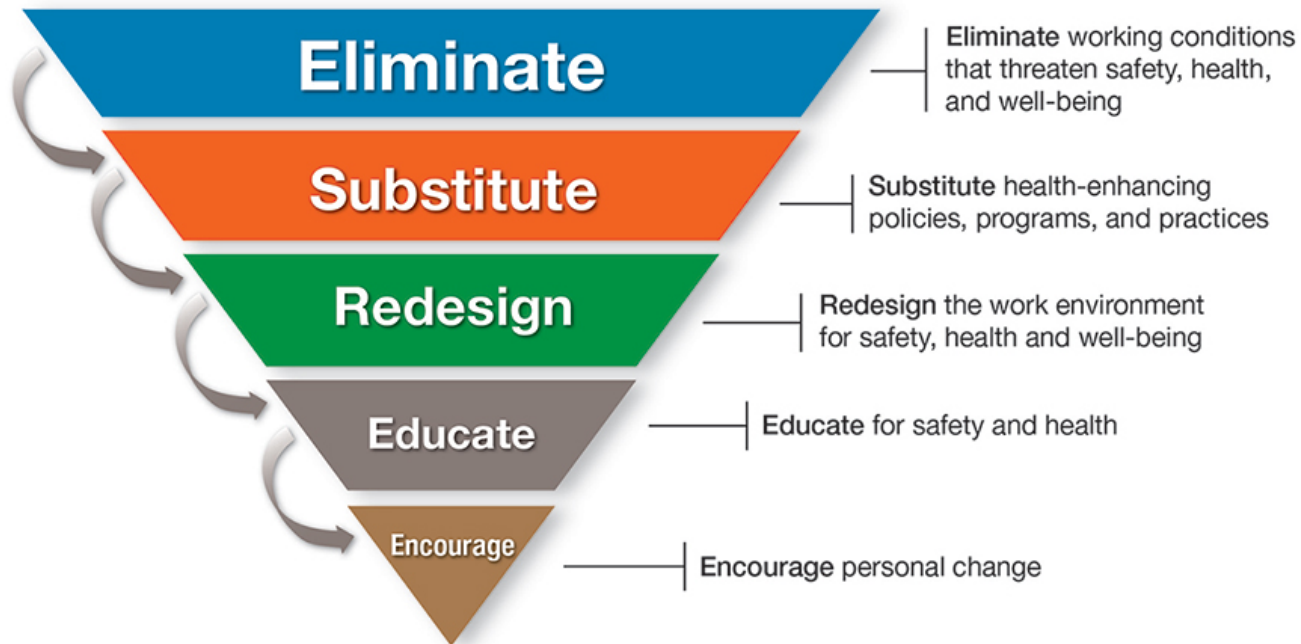 Eliminate
Eliminate working conditions
that threaten safety, health,
and well-being
Substitute
Substitute health-enhancing
policies, programs, and practices
Redesign
Redesign the work environment
for safety, health and well-being
Educate
Educate for safety and health
Encourage
Encourage personal change